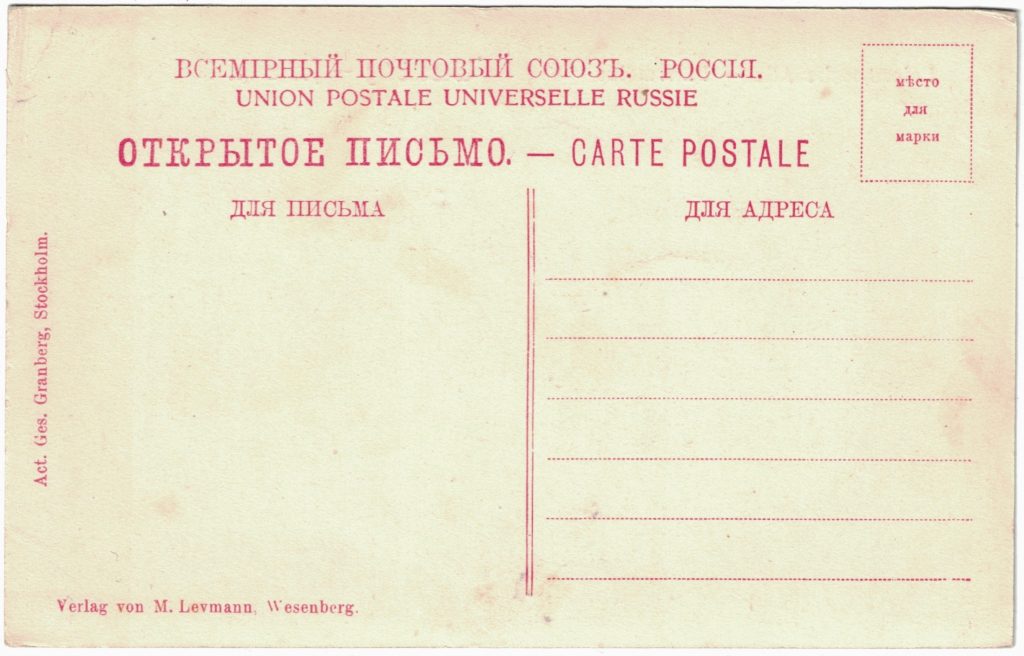 ВСЕМІРНЫЙ ПОЧТОВЫЙ СОЮЗЪ. РОССІЯ.
UNION POSTALE UNIVERSELLE RUSSIE
ОТКРЫТОЕ ПИСЬМО. — CARTE POSTALE
мѣсто
для
марки
ДЛЯ ПИСЬМА
ДЛЯ АДРЕСА
Act. Ges. Granberg, Stockholm.
Verlag von M. Levmann, Wesenberg.